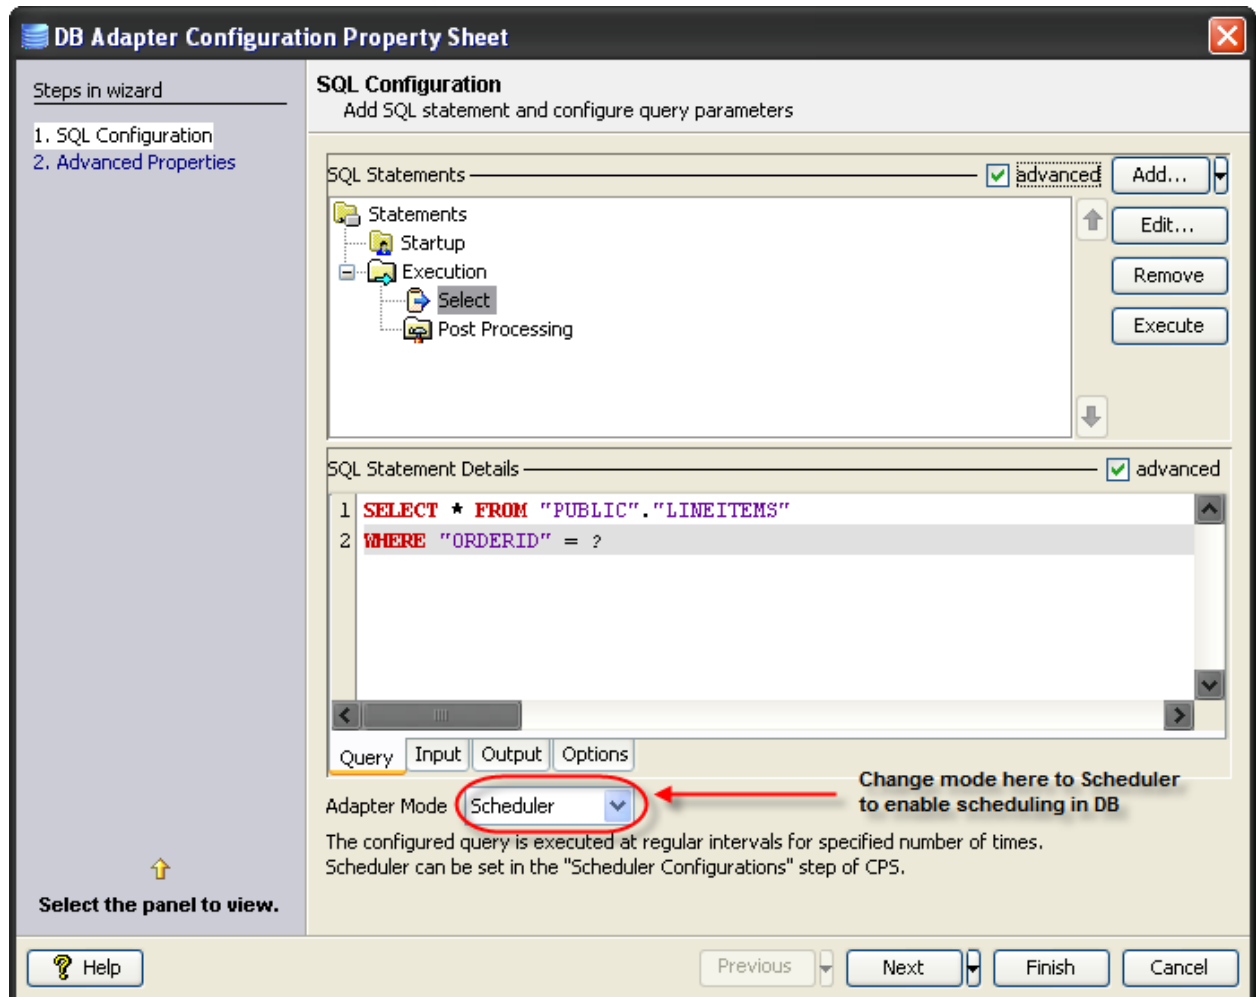 DB Adapter Configuration Property Sheet
Steps in wizard
1. SQL Configuration
2. Advanced Properties
SQL Configuration
Add SQL statement and configure query parameters
SQL Statements
advanced
Add...
Statements
Startup
Execution
Select
Post Processing
Edit...
Remove
Execute
SQL Statement Details
advanced
1 SELECT * FROM "PUBLIC"."LINEITEMS"
2 WHERE "ORDERID" = ?
Query Input Output Options
Adapter Mode Scheduler
Change mode here to Scheduler
to enable scheduling in DB
The configured query is executed at regular intervals for specified number of times.
Scheduler can be set in the "Scheduler Configurations" step of CPS.
Select the panel to view.
Help
Previous
Next
Finish
Cancel